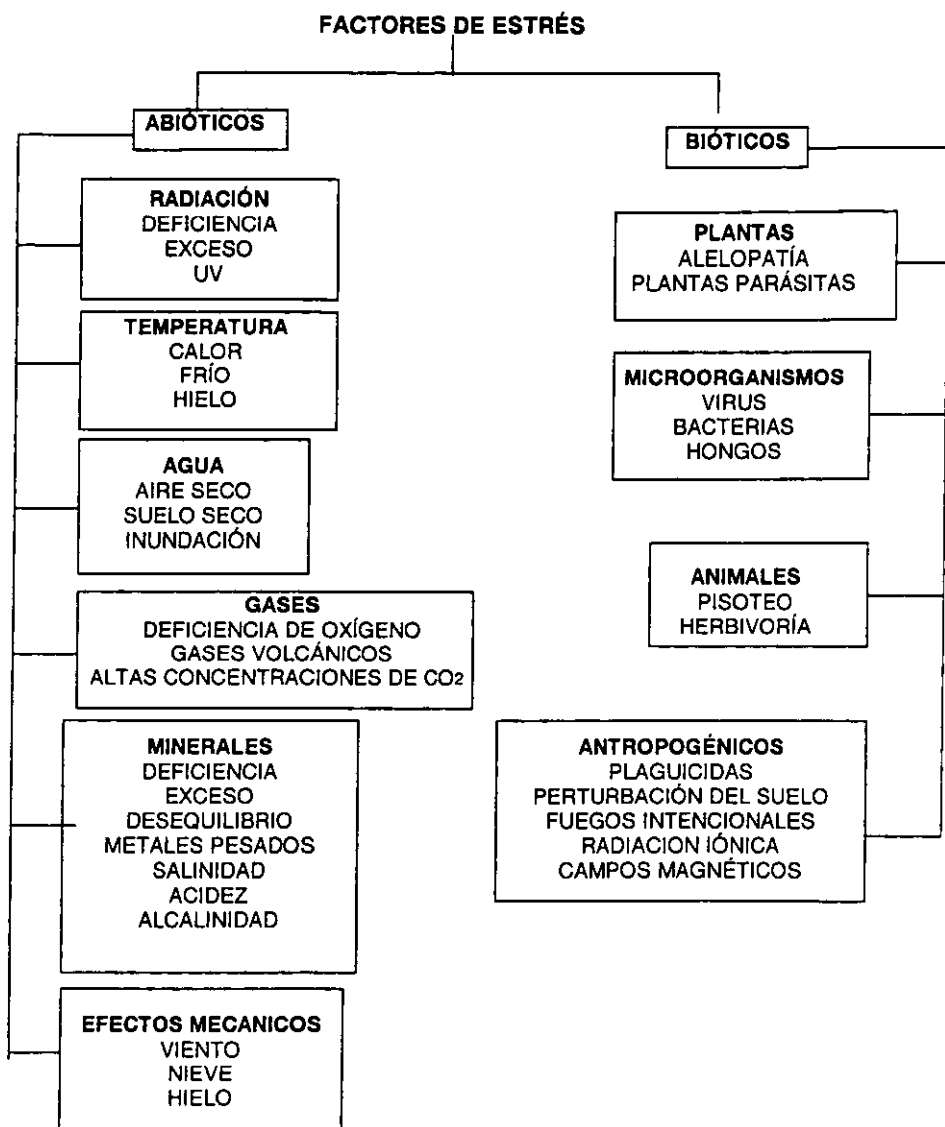 FACTORES DE ESTRÉS
ABIÓTICOS
RADIACIÓN
DEFICIENCIA
EXCESO
UV
TEMPERATURA
CALOR
FRÍO
HIELO
AGUA
AIRE SECO
SUELO SECO
INUNDACIÓN
GASES
DEFICIENCIA DE OXÍGENO
GASES VOLCÁNICOS
ALTAS CONCENTRACIONES DE CO2
MINERALES
DEFICIENCIA
EXCESO
DESEQUILIBRIO
METALES PESADOS
SALINIDAD
ACIDEZ
ALCALINIDAD
EFECTOS MECANICOS
VIENTO
NIEVE
HIELO
BIÓTICOS
PLANTAS
ALELOPATÍA
PLANTAS PARÁSITAS
MICROORGANISMOS
VIRUS
BACTERIAS
HONGOS
ANIMALES
PISOTEO
HERBIVORÍA
ANTROPOGÉNICOS
PLAGUICIDAS
PERTURBACIÓN DEL SUELO
FUEGOS INTENCIONALES
RADIACION IÓNICA
CAMPOS MAGNÉTICOS